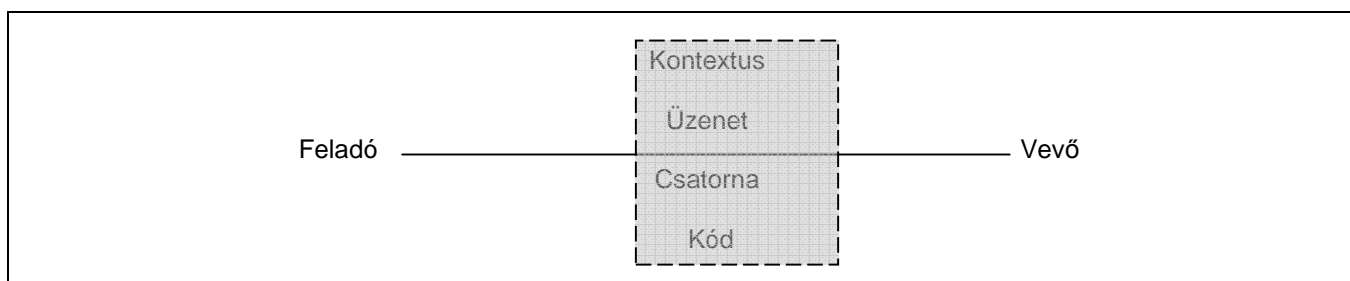 Kontextus
Üzenet
Feladó
Vevő
Csatorna
Kód